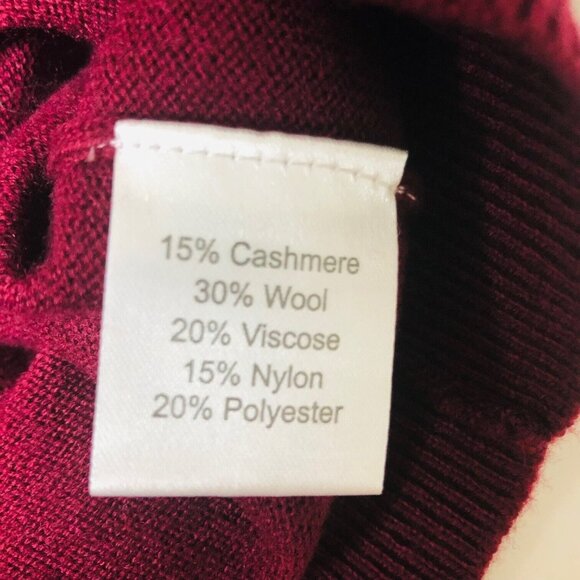 15% Cashmere
30% Wool
20% Viscose
15% Nylon
20% Polyester